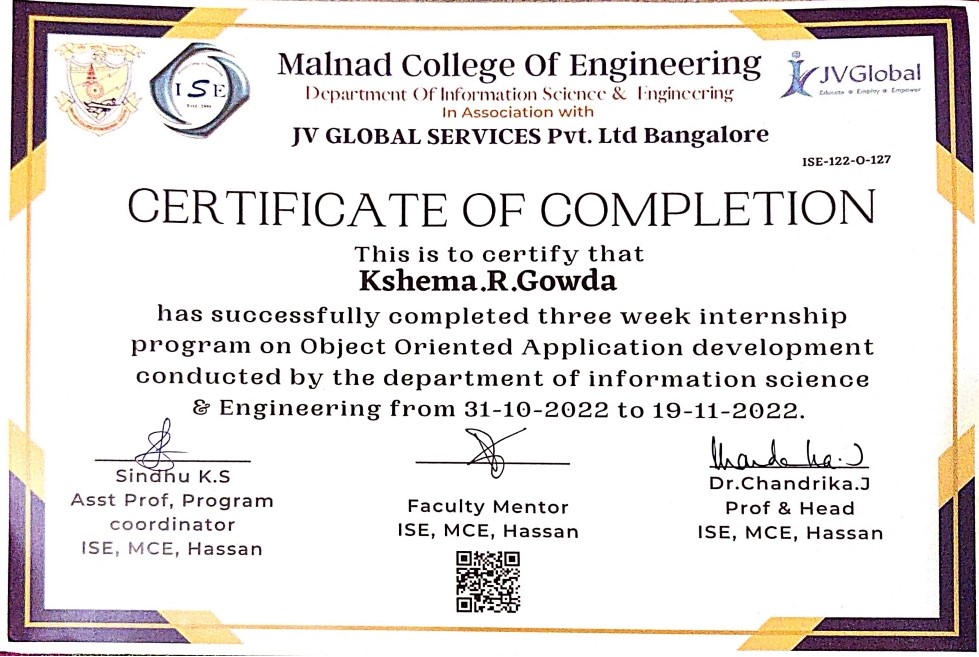 Malnad College Of Engineering
Department Of Information Science & Engineering
In Association with
JV GLOBAL SERVICES Pvt. Ltd Bangalore
ISE
JVGlobal
Educate Employ Empower
ISE-122-O-127
CERTIFICATE OF COMPLETION
This is to certify that
Kshema.R.Gowda
has successfully completed three week internship
program on Object Oriented Application development
conducted by the department of information science
& Engineering from 31-10-2022 to 19-11-2022.
Sindhu K.S
Asst Prof, Program
coordinator
ISE, MCE, Hassan
Faculty Mentor
ISE, MCE, Hassan
Dr.Chandrika.J
Prof & Head
ISE, MCE, Hassan